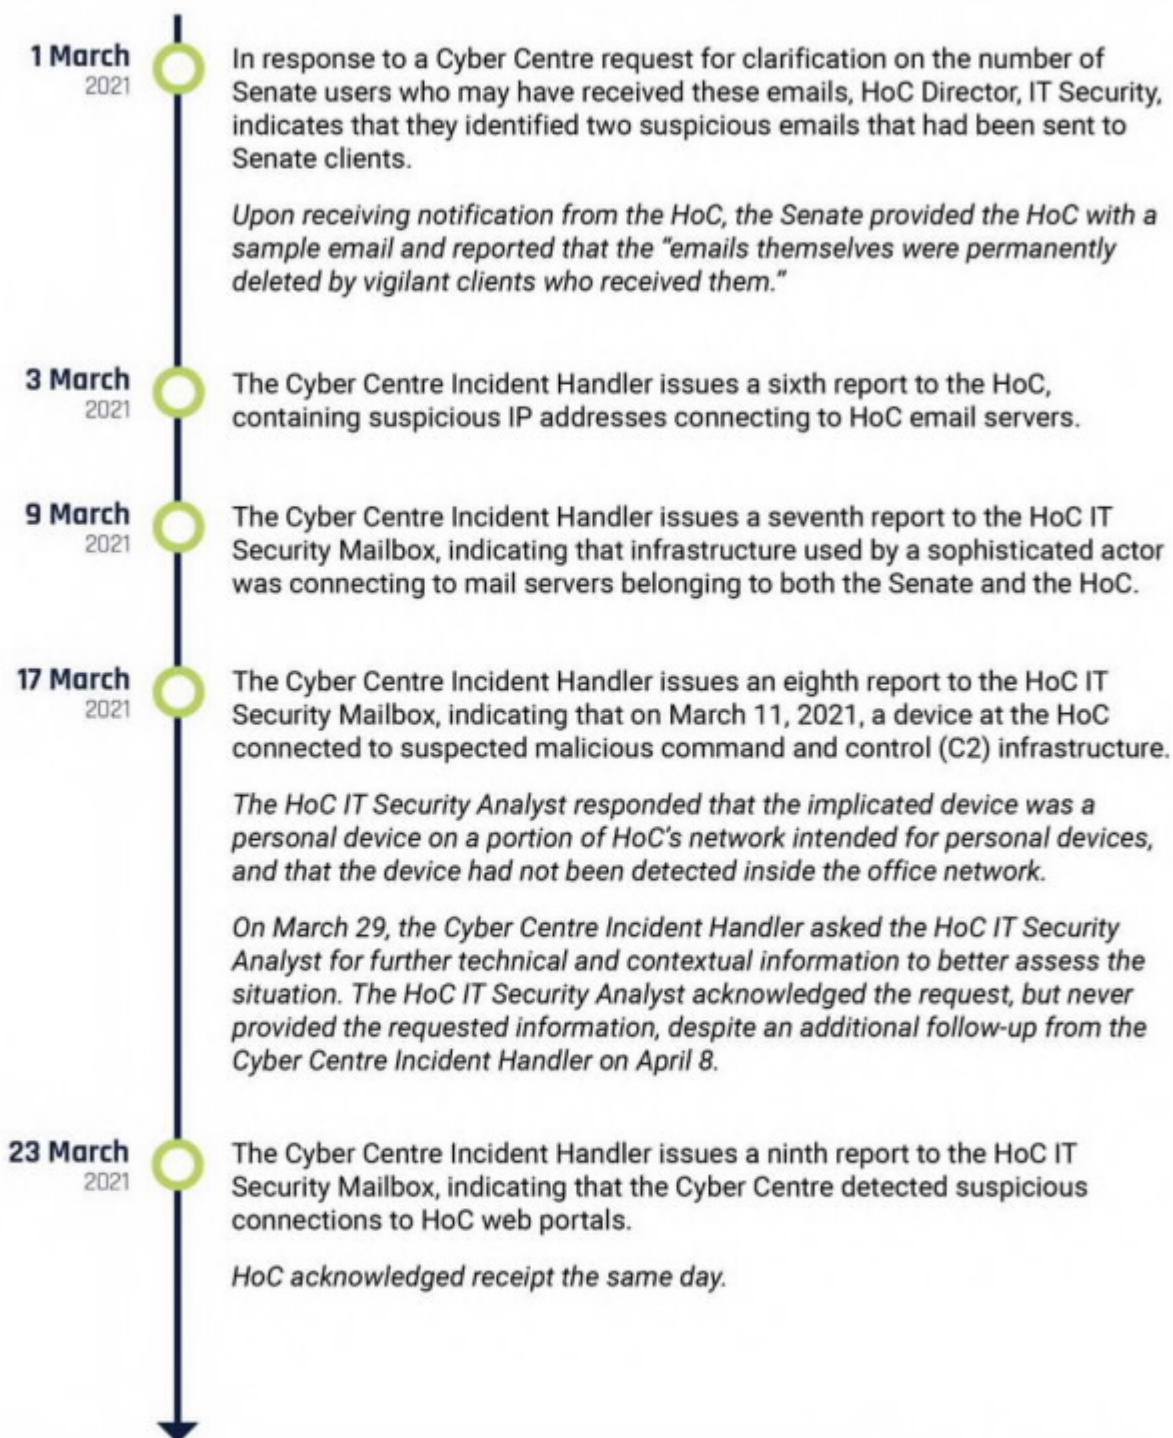 1 March
2021
In response to a Cyber Centre request for clarification on the number of
Senate users who may have received these emails, HoC Director, IT Security,
indicates that they identified two suspicious emails that had been sent to
Senate clients.
Upon receiving notification from the HoC, the Senate provided the HoC with a
sample email and reported that the “emails themselves were permanently
deleted by vigilant clients who received them.”
3 March
2021
The Cyber Centre Incident Handler issues a sixth report to the HoC,
containing suspicious IP addresses connecting to HoC email servers.
9 March
2021
The Cyber Centre Incident Handler issues a seventh report to the HoC IT
Security Mailbox, indicating that infrastructure used by a sophisticated actor
was connecting to mail servers belonging to both the Senate and the HoC.
17 March
2021
The Cyber Centre Incident Handler issues an eighth report to the HoC IT
Security Mailbox, indicating that on March 11, 2021, a device at the HoC
connected to suspected malicious command and control (C2) infrastructure.
The HoC IT Security Analyst responded that the implicated device was a
personal device on a portion of HoC’s network intended for personal devices,
and that the device had not been detected inside the office network.
On March 29, the Cyber Centre Incident Handler asked the HoC IT Security
Analyst for further technical and contextual information to better assess the
situation. The HoC IT Security Analyst acknowledged the request, but never
provided the requested information, despite an additional follow-up from the
Cyber Centre Incident Handler on April 8.
23 March
2021
The Cyber Centre Incident Handler issues a ninth report to the HoC IT
Security Mailbox, indicating that the Cyber Centre detected suspicious
connections to HoC web portals.
HoC acknowledged receipt the same day.